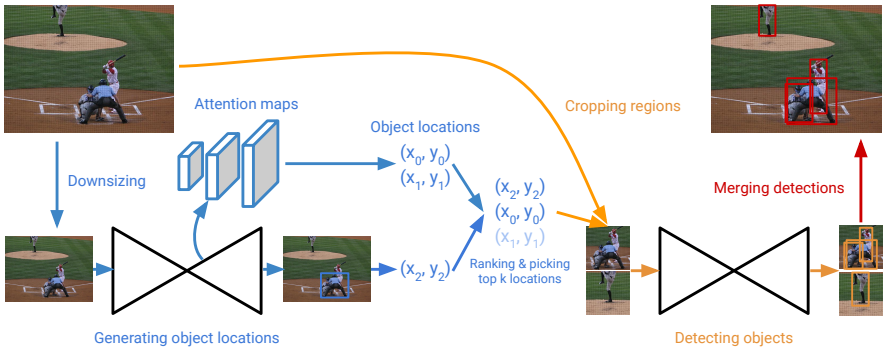 Attention maps
Object locations
Cropping regions
(x₀, y₀)
(x₁, y₁)
Downsizing
(x₂, y₂)
(x₀, y₀)
(x₁, y₁)
Merging detections
(x₂, y₂)
Ranking & picking
top k locations
Generating object locations
Detecting objects